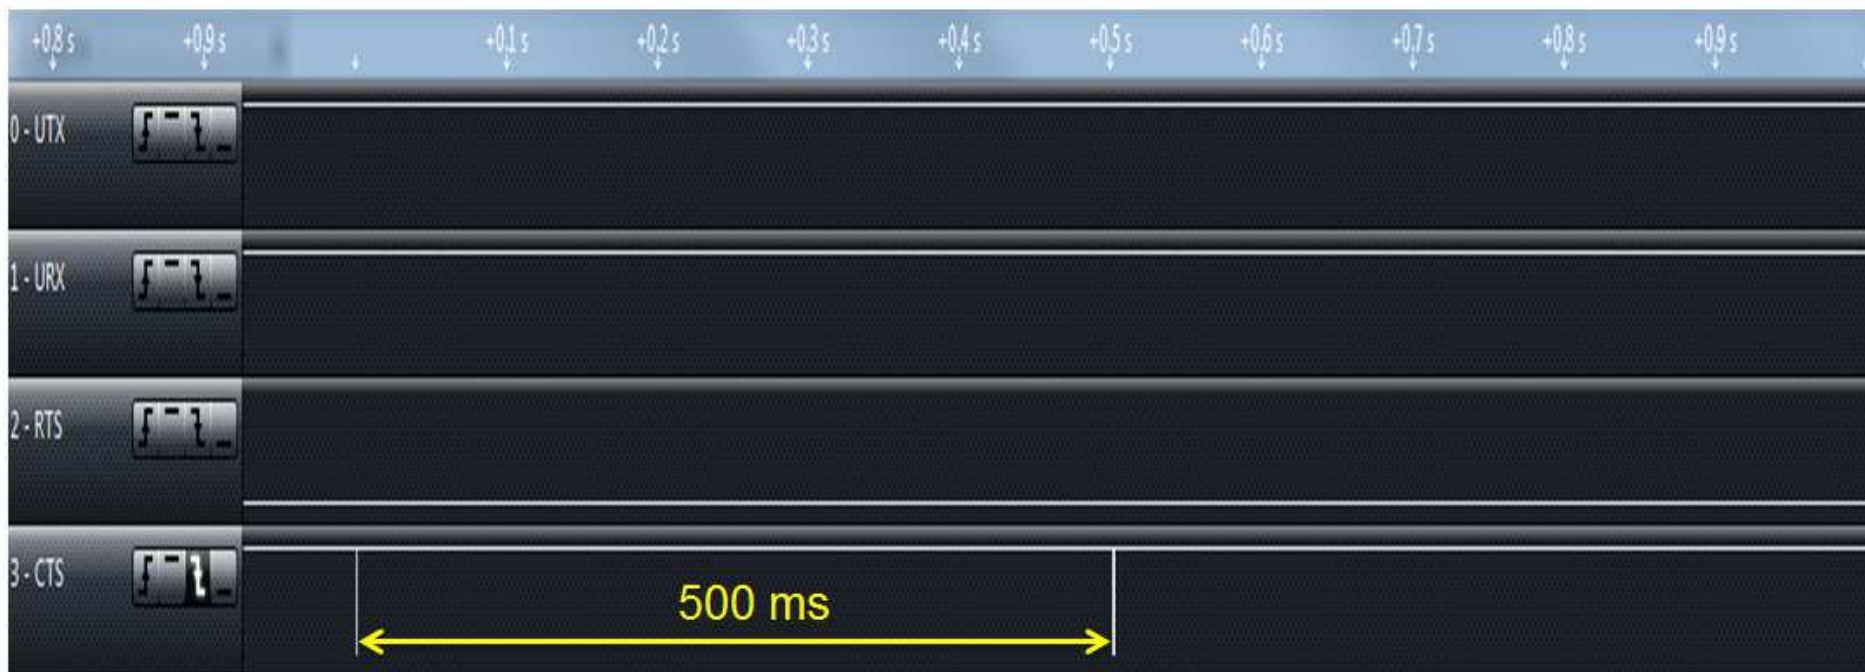 +0.8 s +0.9 s +0.1 s +0.2 s +0.3 s +0.4 s +0.5 s +0.6 s +0.7 s +0.8 s +0.9 s
0 - UTX
1 - URX
2 - RTS
3 - CTS
500 ms